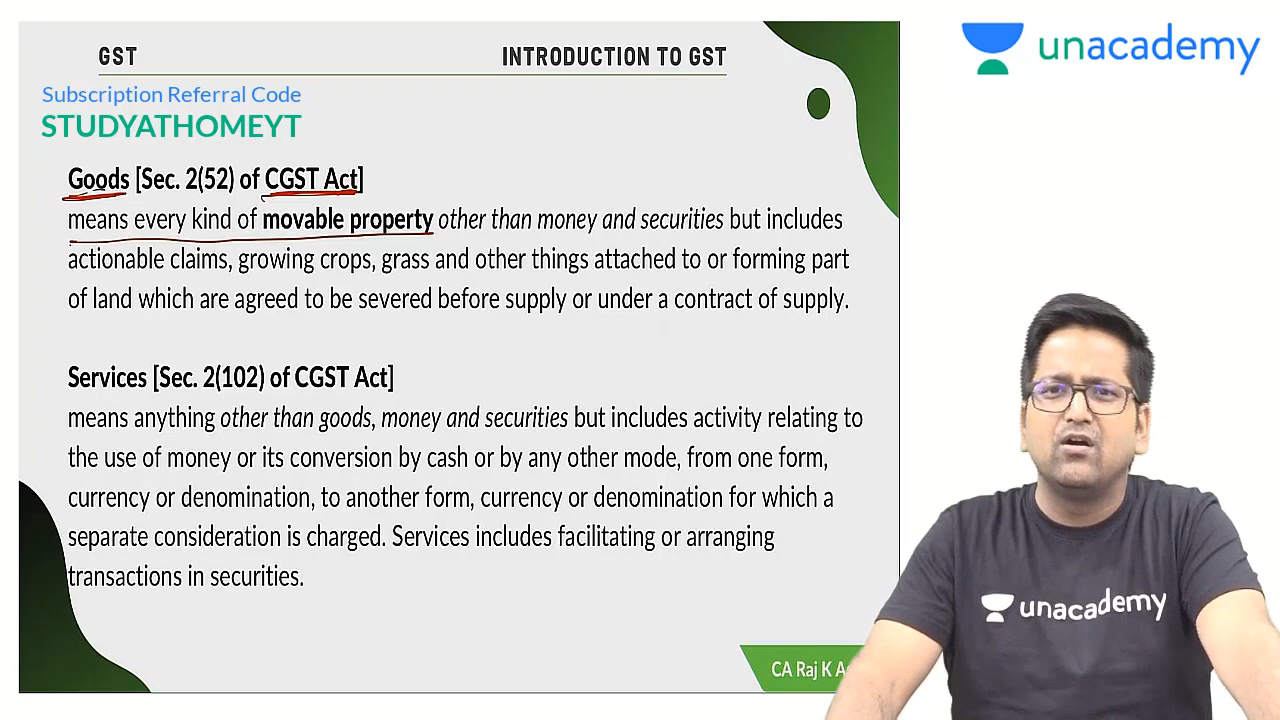 GST
INTRODUCTION TO GST
unacademy
Subscription Referral Code
STUDYATHOMEYT
Goods [Sec. 2(52) of CGST Act]
means every kind of movable property other than money and securities but includes
actionable claims, growing crops, grass and other things attached to or forming part
of land which are agreed to be severed before supply or under a contract of supply.
Services [Sec. 2(102) of CGST Act]
means anything other than goods, money and securities but includes activity relating to
the use of money or its conversion by cash or by any other mode, from one form,
currency or denomination, to another form, currency or denomination for which a
separate consideration is charged. Services includes facilitating or arranging
transactions in securities.
unacademy
CA Raj K